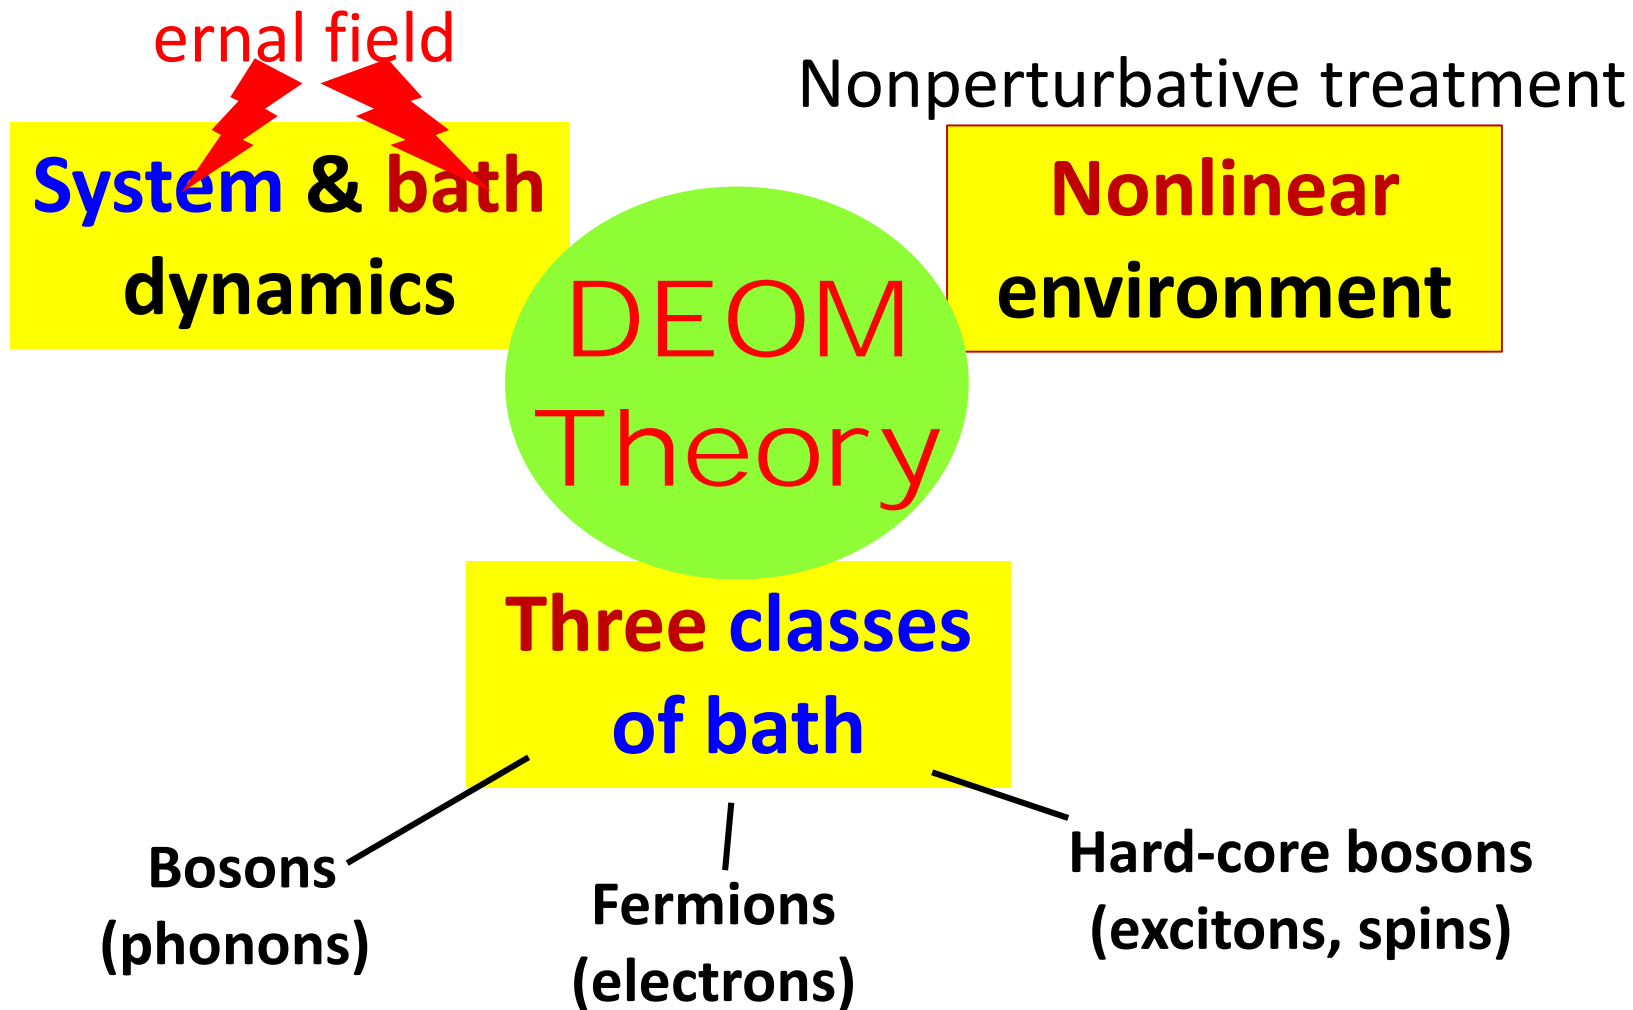 ernal field
System & bath
dynamics
Nonperturbative treatment
Nonlinear
environment
DEOM
Theory
Three classes
of bath
Bosons
(phonons)
Fermions
(electrons)
Hard-core bosons
(excitons, spins)